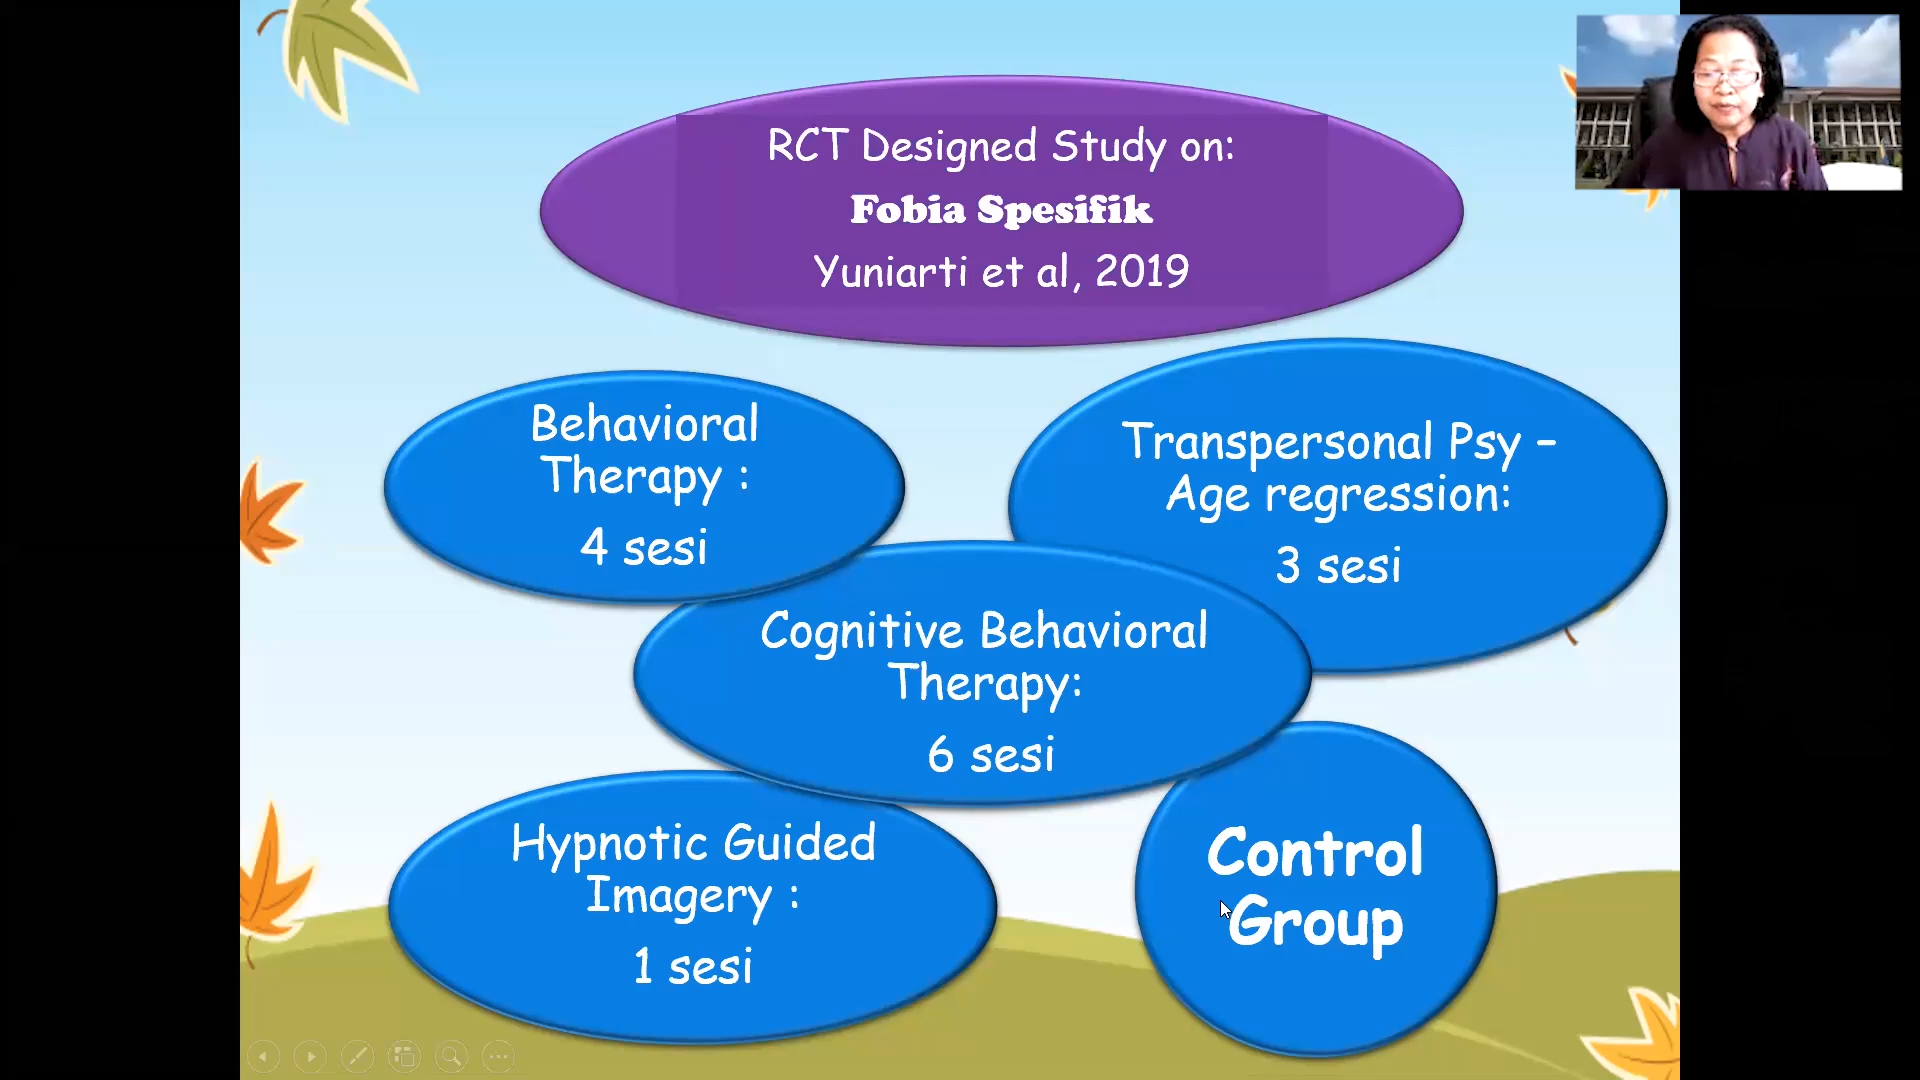 RCT Designed Study on:
Fobia Spesifik
Yuniarti et al, 2019
Behavioral
Therapy :
4 sesi
Transpersonal Psy –
Age regression:
3 sesi
Cognitive Behavioral
Therapy:
6 sesi
Hypnotic Guided
Imagery :
1 sesi
Control
Group